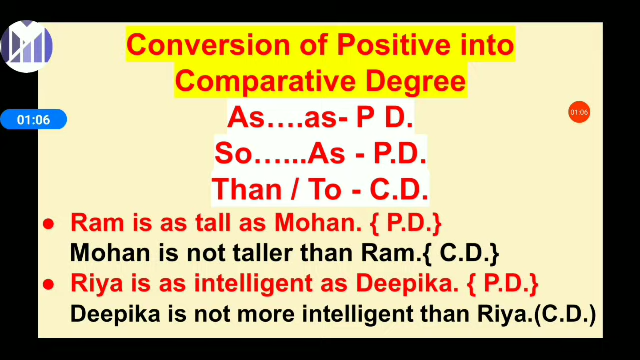 Conversion of Positive into
Comparative Degree
As....as- P D.
So…...As - P.D.
Than / To - C.D.
01:06
01:06
● Ram is as tall as Mohan. { P.D.}
Mohan is not taller than Ram.{ C.D.}
● Riya is as intelligent as Deepika. { P.D.}
Deepika is not more intelligent than Riya.(C.D.)